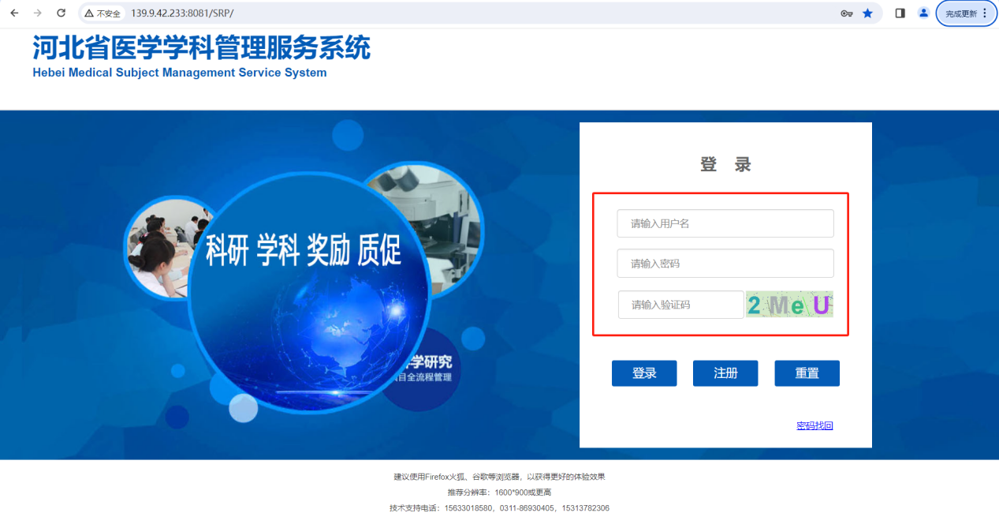 不安全 139.9.42.233:8081/SRP/ 完成更新
河北省医学学科管理服务系统
Hebei Medical Subject Management Service System
科研 学科 奖励 质促
学研究
目全流程管理
登 录
请输入用户名
请输入密码
请输入验证码 2MeU
登录 注册 重置
密码找回
建议使用Firefox火狐、谷歌等浏览器，以获得更好的体验效果
推荐分辨率：1600*900或更高
技术支持电话：15633018580，0311-86930405，15313782306